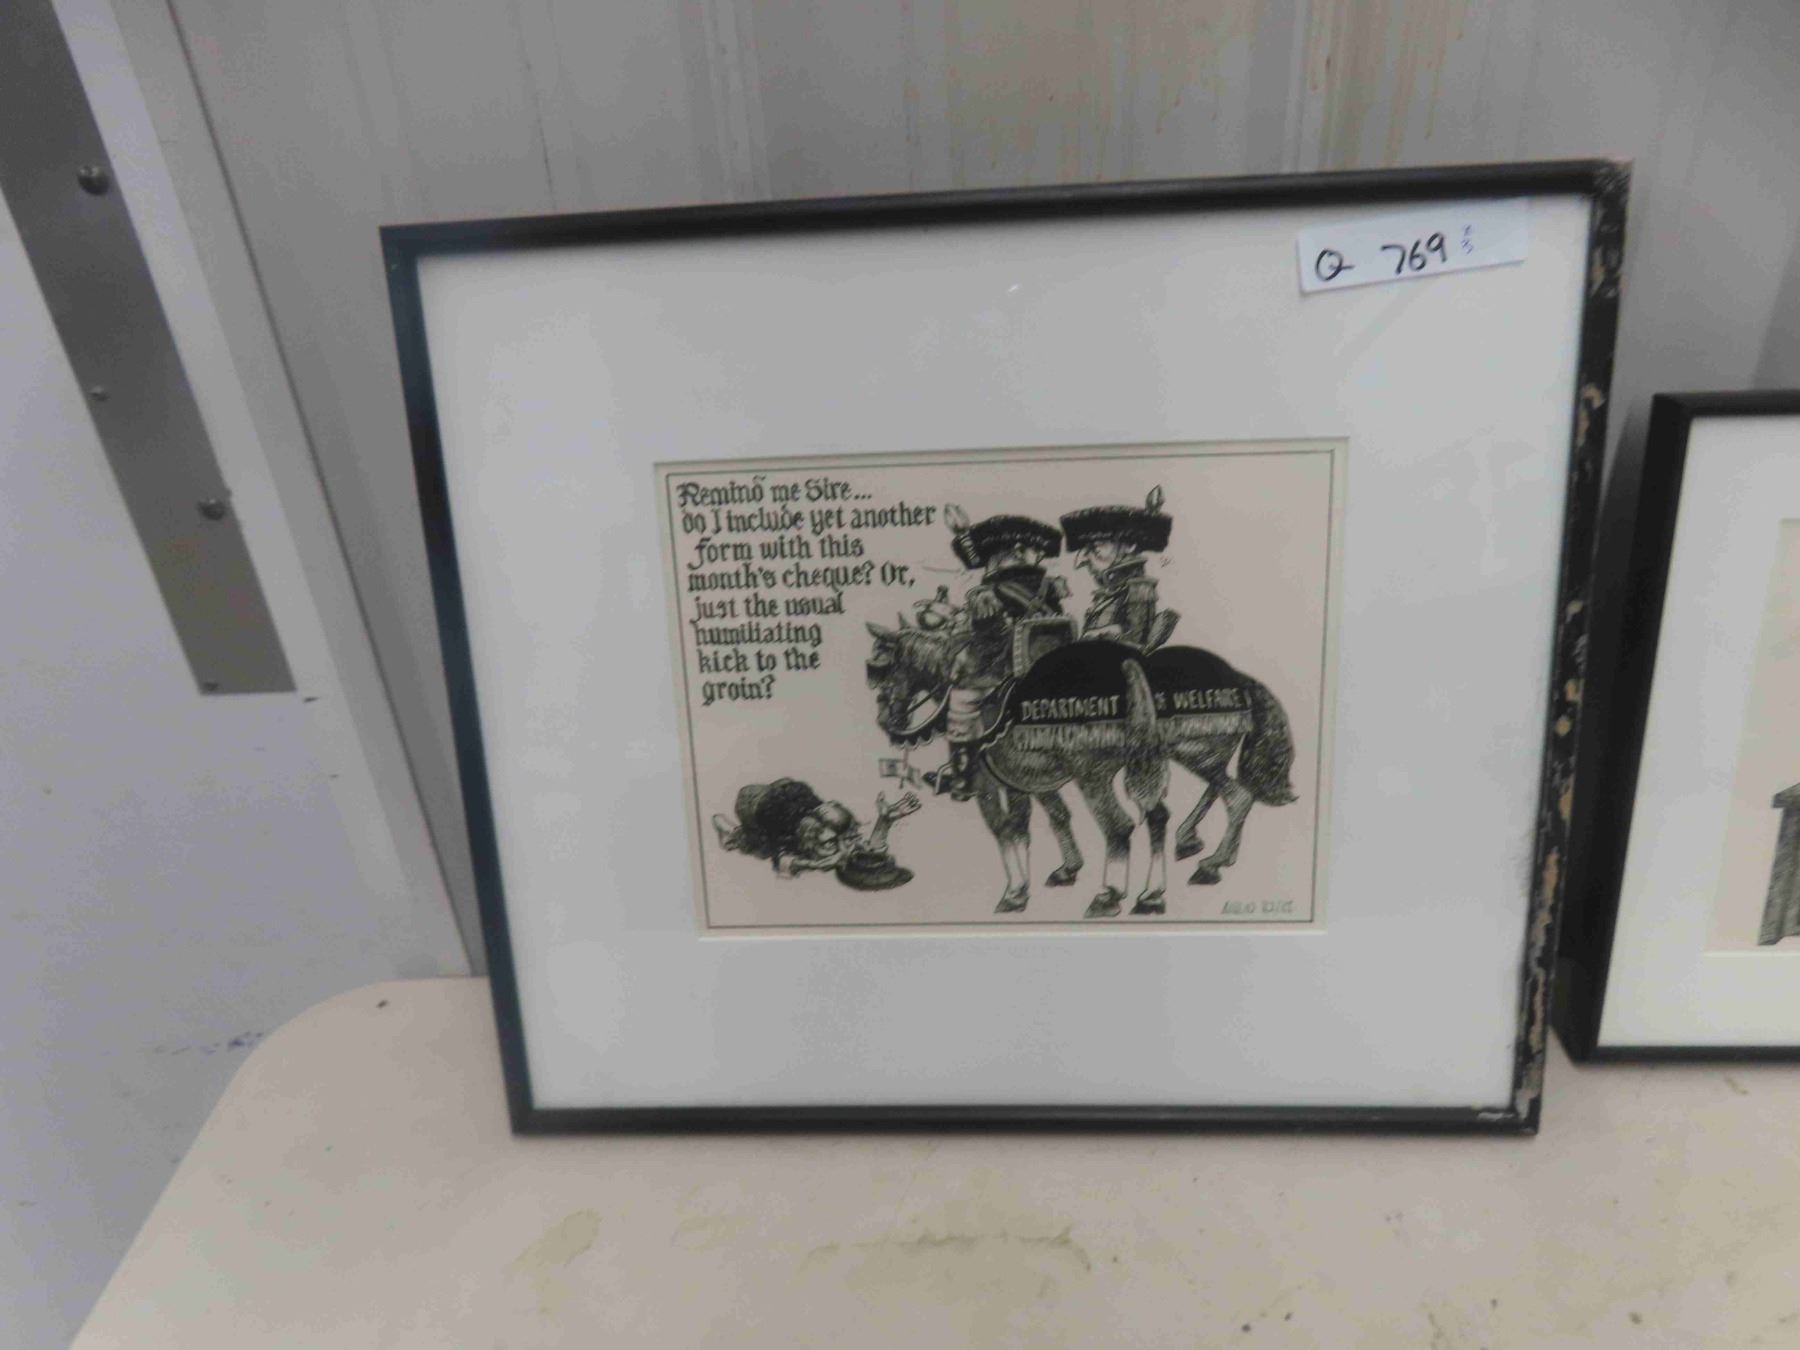 Q 769
Remind me Sire...
do I include yet another
form with this
month's cheque? Or,
just the usual
humiliating
kick to the
groin?
DEPARTMENT
WELFARE